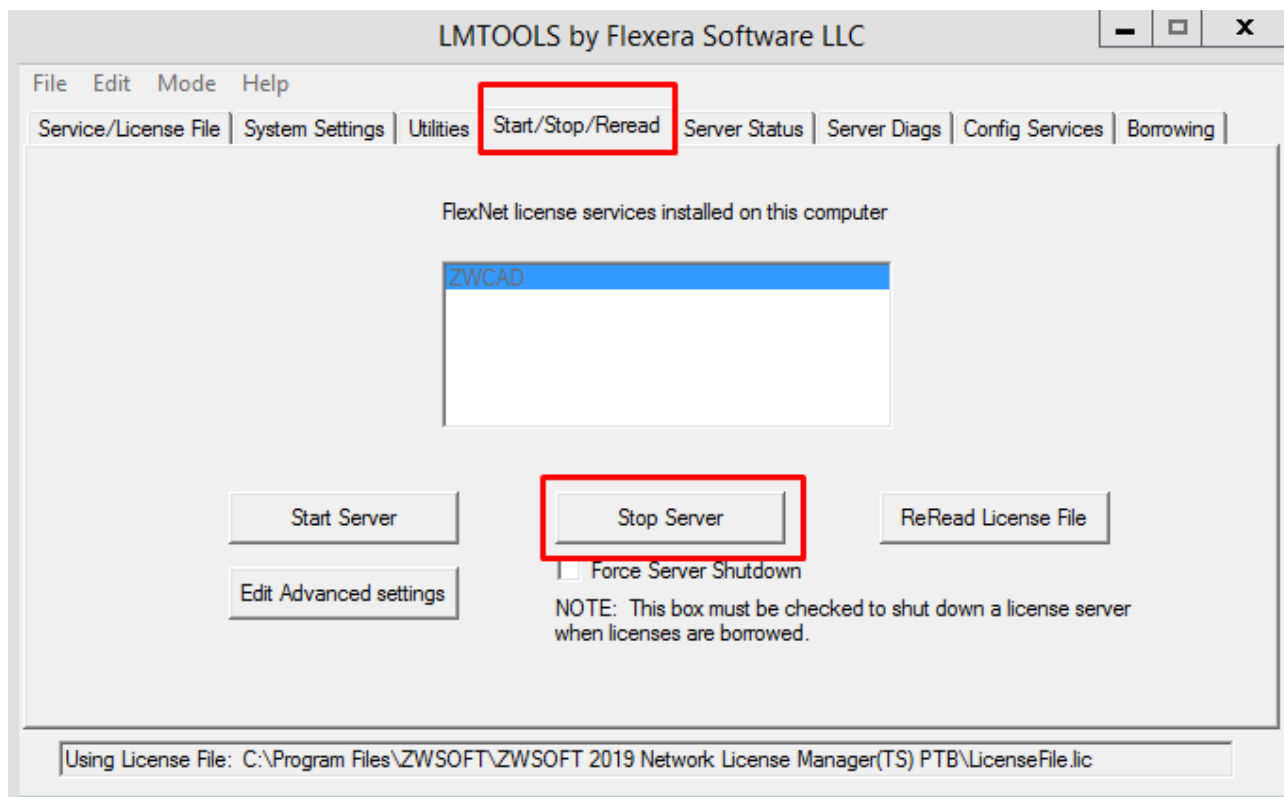 LMTOOLS by Flexera Software LLC
File Edit Mode Help
Service/License File System Settings Utilities Start/Stop/Reread Server Status Server Diags Config Services Borrowing
FlexNet license services installed on this computer
ZWCAD
Start Server Stop Server ReRead License File
Force Server Shutdown
Edit Advanced settings
NOTE: This box must be checked to shut down a license server
when licenses are borrowed.
Using License File: C:\Program Files\ZWSOFT\ZWSOFT 2019 Network License Manager(TS) PTB\LicenseFile.lic